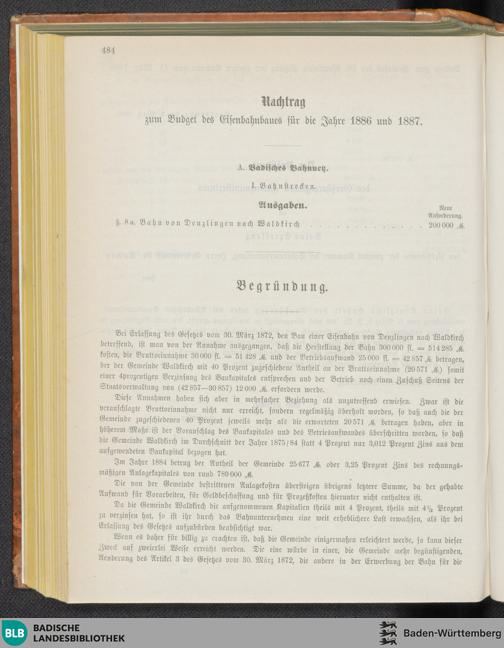 484
Nachtrag
zum Budget des Eisenbahnbaues für die Jahre 1886 und 1887.
A. Badisches Bahnnetz.
I. Bahnstrecken.
Ausgaben.
Neue
Anforderung.
§. 8a. Bahn von Denzlingen nach Waldkirch . . . . . . . . . . . . . 200 000 ℳ
Begründung.
Bei Erlassung des Gesetzes vom 30. März 1872, den Bau einer Eisenbahn von Denzlingen nach Waldkirch
betreffend, ist man von der Annahme ausgegangen, daß die Herstellung der Bahn 300 000 fl. = 514 285 ℳ
kosten, die Bruttoeinnahme 30 000 fl. = 51 428 ℳ und der Betriebsaufwand 25 000 fl. = 42 857 ℳ betragen,
der der Gemeinde Waldkirch mit 40 Prozent zugeschiedene Antheil an der Bruttoeinnahme (20 571 ℳ) somit
einer 4prozentigen Verzinsung des Baukapitales entsprechen und der Betrieb noch einen Zuschuß Seitens der
Staatsverwaltung von (42 857—30 857) 12 000 ℳ erfordern werde.
Diese Annahmen haben sich aber in mehrfacher Beziehung als unzutreffend erwiesen. Zwar ist die
veranschlagte Bruttoeinnahme nicht nur erreicht, sondern regelmäßig überholt worden, so daß auch die der
Gemeinde zugeschiedenen 40 Prozent jeweils mehr als die erwarteten 20 571 ℳ betragen haben, aber in
höherem Maße ist der Voranschlag des Baukapitales und des Betriebsaufwandes überschritten worden, so daß
die Gemeinde Waldkirch im Durchschnitt der Jahre 1875/84 statt 4 Prozent nur 3,012 Prozent Zins aus dem
aufgewendeten Baukapital bezogen hat.
Im Jahre 1884 betrug der Antheil der Gemeinde 25 677 ℳ oder 3,25 Prozent Zins des rechnungs-
mäßigen Anlagekapitales von rund 789 000 ℳ
Die von der Gemeinde bestrittenen Anlagekosten übersteigen übrigens letztere Summe, da der gehabte
Aufwand für Vorarbeiten, für Geldbeschaffung und für Prozeßkosten hierunter nicht enthalten ist.
Da die Gemeinde Waldkirch die aufgenommenen Kapitalien theils mit 4 Prozent, theils mit 4½ Prozent
zu verzinsen hat, so ist ihr durch das Bahnunternehmen eine weit erheblichere Last erwachsen, als ihr bei
Erlassung des Gesetzes aufzubürden beabsichtigt war.
Wenn es daher für billig zu erachten ist, daß die Gemeinde einigermaßen erleichtert werde, so kann dieser
Zweck auf zweierlei Weise erreicht werden. Die eine würde in einer, die Gemeinde mehr begünstigenden,
Aenderung des Artikel 3 des Gesetzes vom 30. März 1872, die andere in der Erwerbung der Bahn für die
BLB BADISCHE
LANDESBIBLIOTHEK
Baden-Württemberg